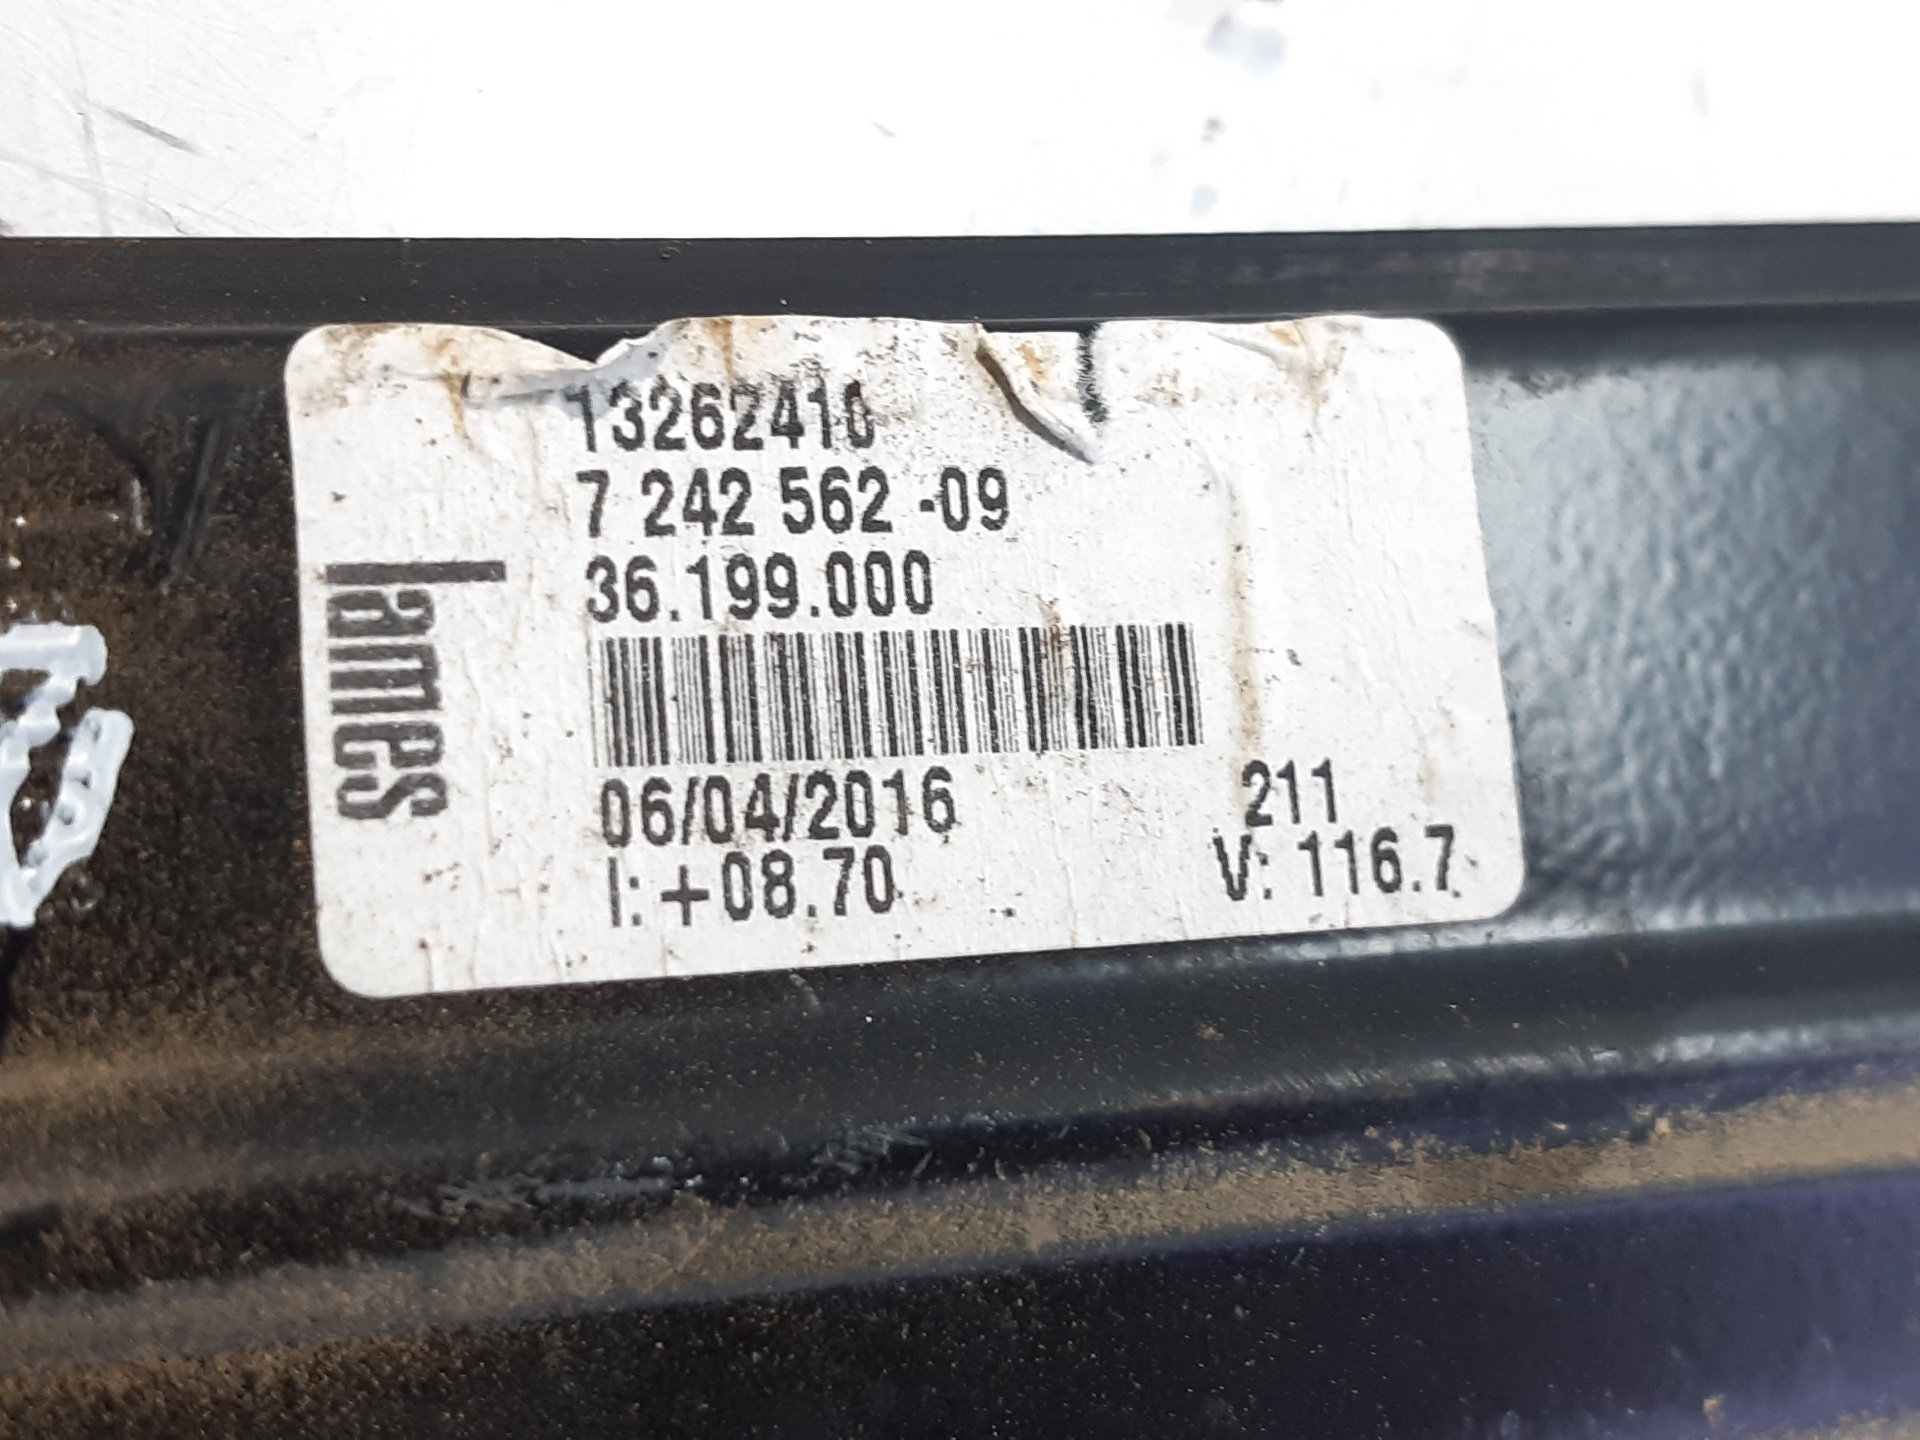 13262410
7 242 562 -09
36.199.000
lames
06/04/2016 211
I: +08.70 V: 116.7